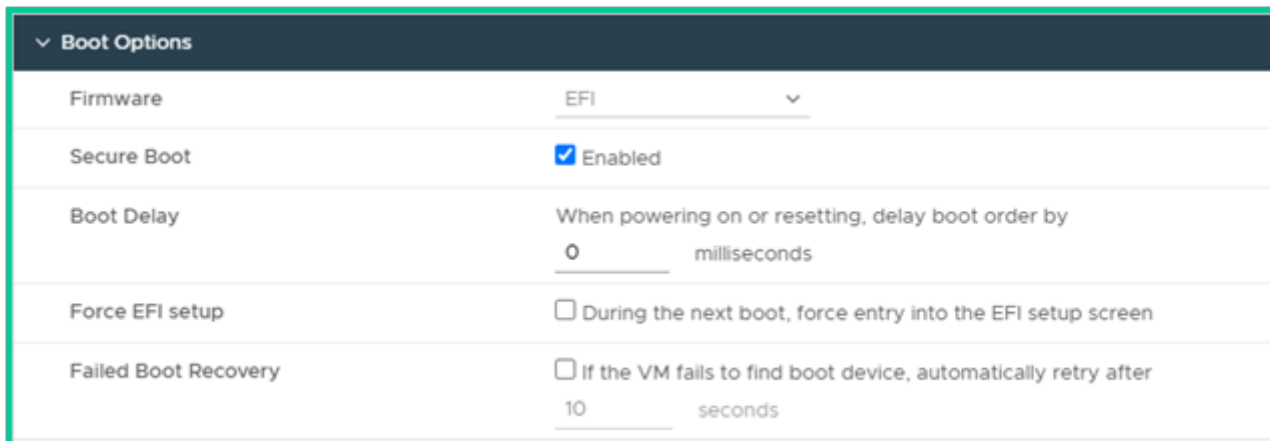 Boot Options
Firmware EFI
Secure Boot Enabled
Boot Delay When powering on or resetting, delay boot order by
0 milliseconds
Force EFI setup During the next boot, force entry into the EFI setup screen
Failed Boot Recovery If the VM fails to find boot device, automatically retry after
10 seconds